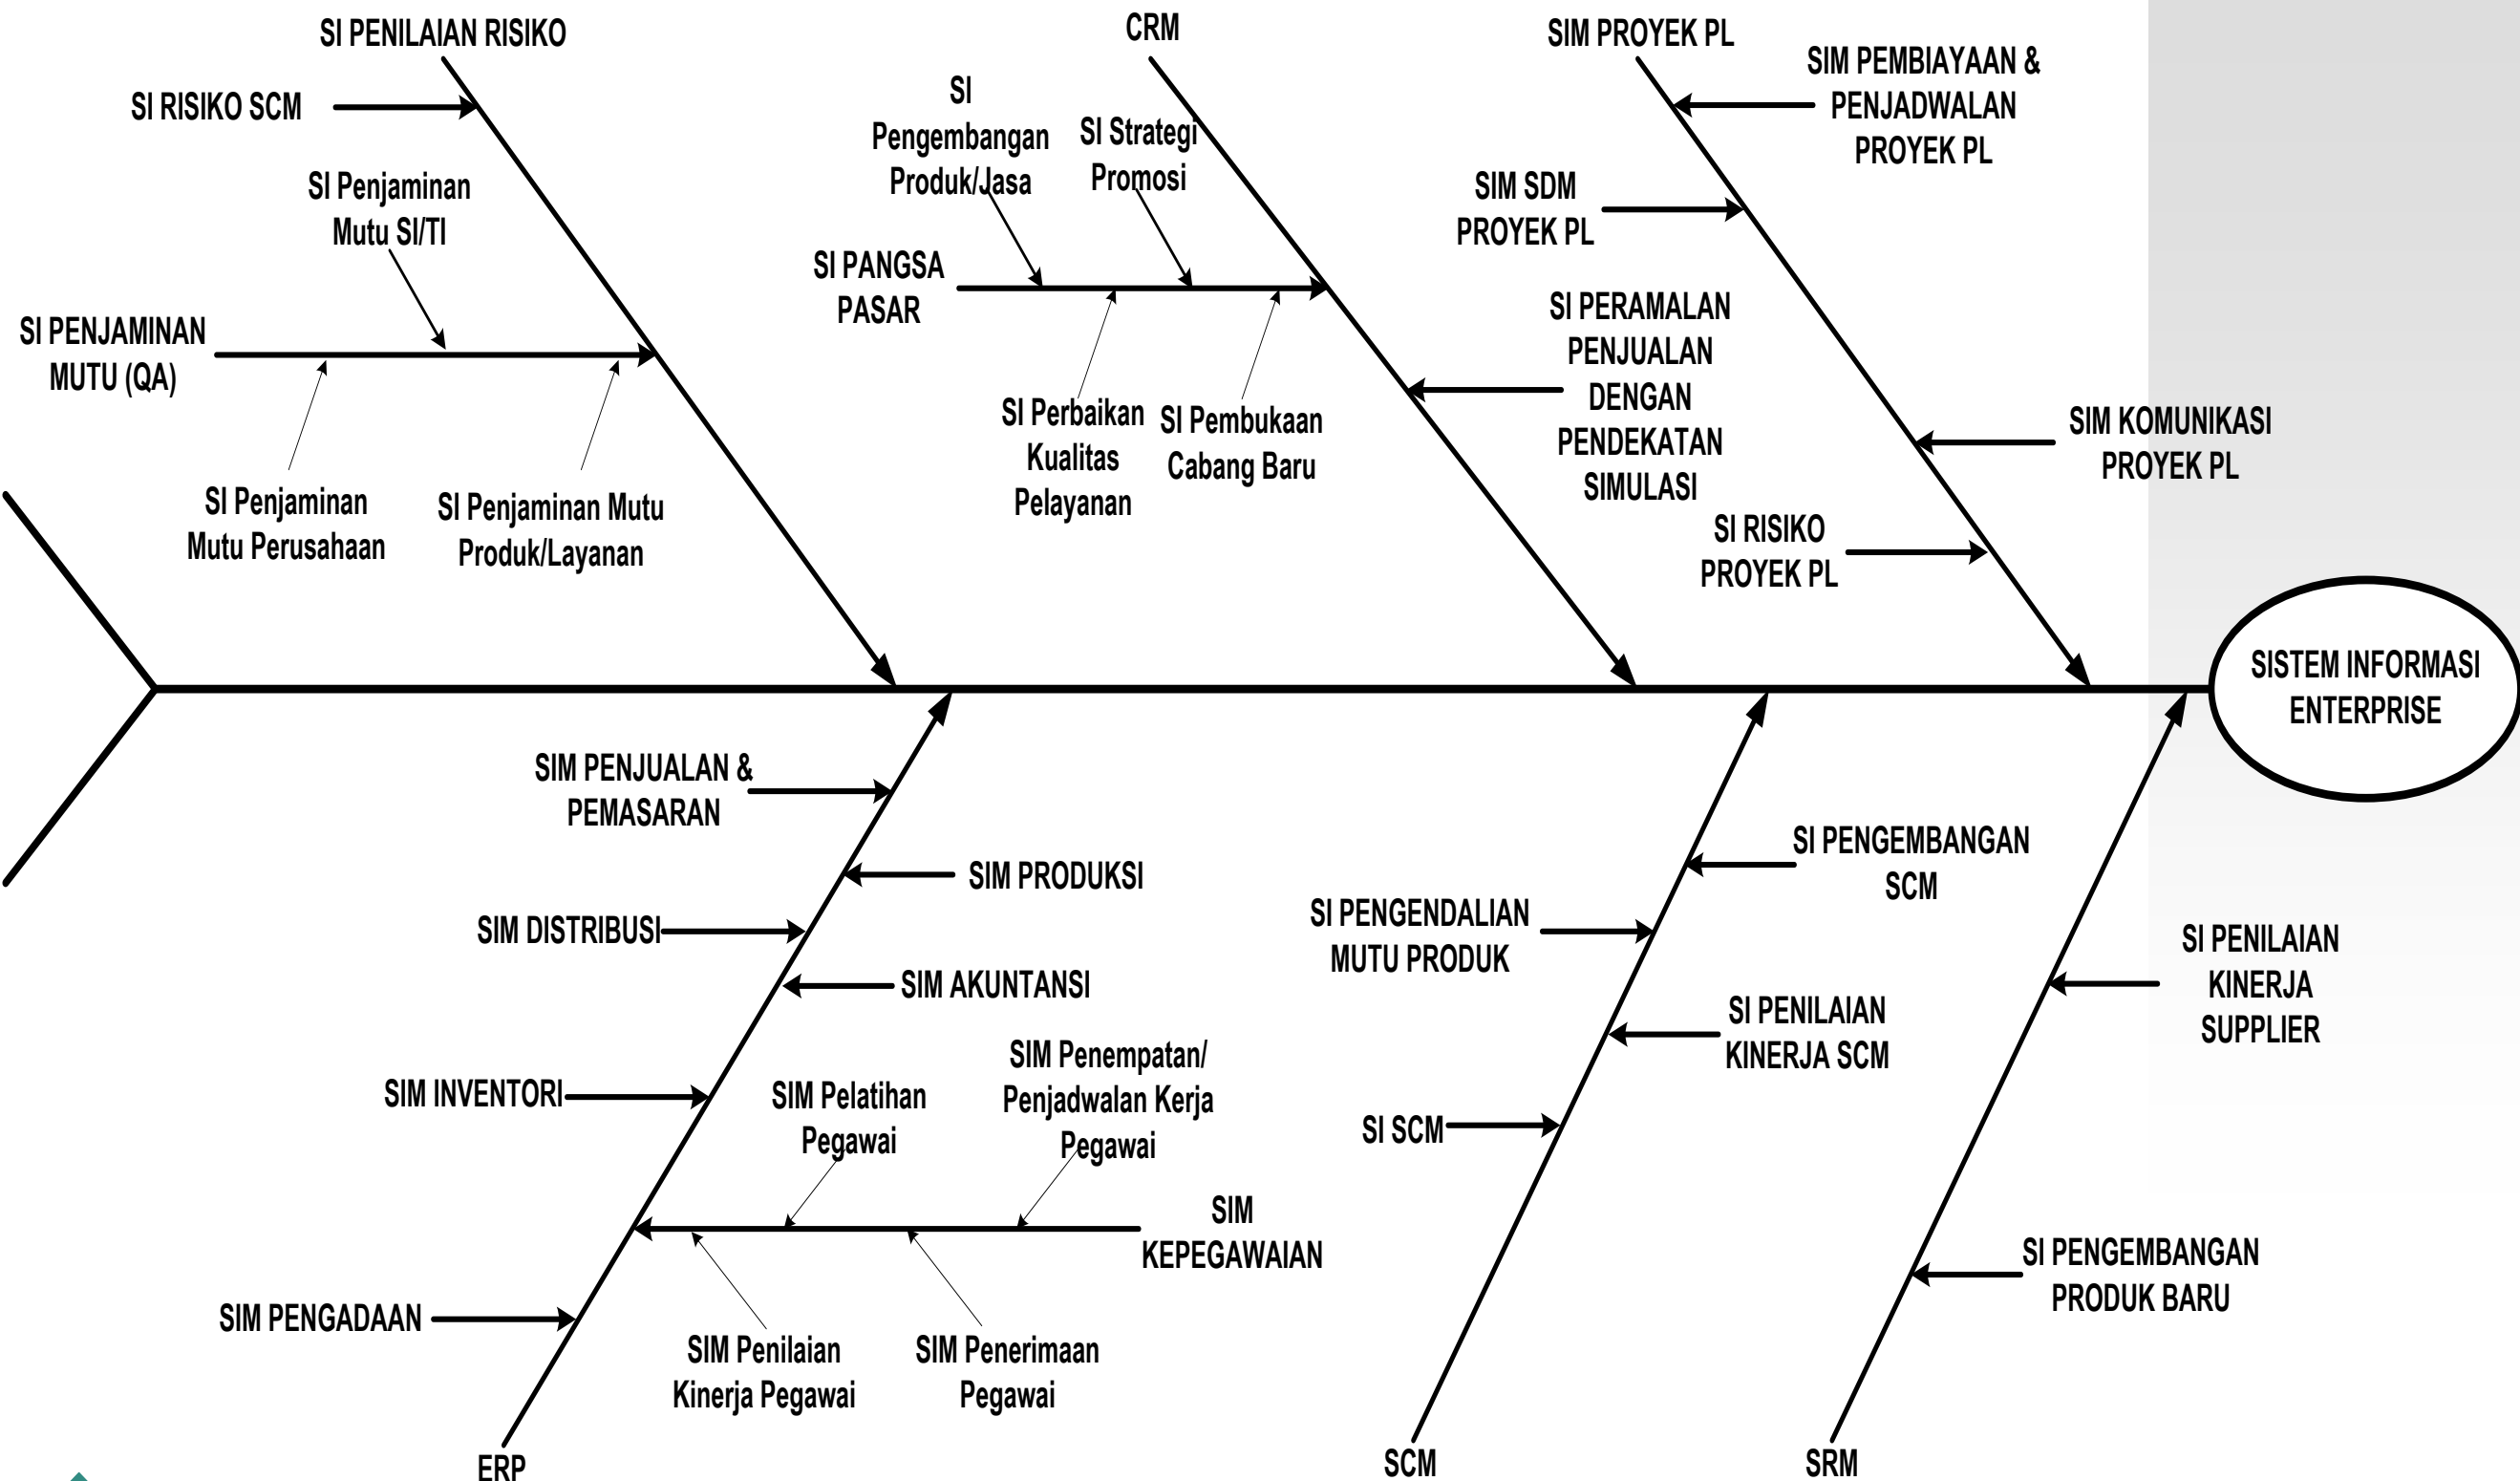 SI PENILAIAN RISIKO
SI RISIKO SCM
SI Penjaminan
Mutu SI/TI
SI PENJAMINAN
MUTU (QA)
SI Penjaminan
Mutu Perusahaan
SI Penjaminan Mutu
Produk/Layanan
CRM
SI
Pengembangan
Produk/Jasa
SI Strategi
Promosi
SI PANGSA
PASAR
SI Perbaikan
Kualitas
Pelayanan
SI Pembukaan
Cabang Baru
SI PERAMALAN
PENJUALAN
DENGAN
PENDEKATAN
SIMULASI
SIM PROYEK PL
SIM PEMBIAYAAN &
PENJADWALAN
PROYEK PL
SIM SDM
PROYEK PL
SIM KOMUNIKASI
PROYEK PL
SI RISIKO
PROYEK PL
SISTEM INFORMASI
ENTERPRISE
SIM PENJUALAN &
PEMASARAN
SIM PRODUKSI
SIM DISTRIBUSI
SIM AKUNTANSI
SIM INVENTORI
SIM Pelatihan
Pegawai
SIM Penempatan/
Penjadwalan Kerja
Pegawai
SIM
KEPEGAWAIAN
SIM PENGADAAN
SIM Penilaian
Kinerja Pegawai
SIM Penerimaan
Pegawai
ERP
SI PENGEMBANGAN
SCM
SI PENGENDALIAN
MUTU PRODUK
SI PENILAIAN
KINERJA SCM
SI SCM
SCM
SI PENILAIAN
KINERJA
SUPPLIER
SI PENGEMBANGAN
PRODUK BARU
SRM